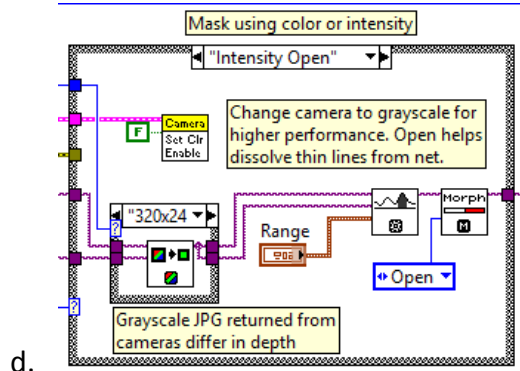 Mask using color or intensity
"Intensity Open"
Camera
Set Clr
Enable
F
Change camera to grayscale for
higher performance. Open helps
dissolve thin lines from net.
"320x24
?
Range
Morph
M
Open
Grayscale JPG returned from
cameras differ in depth
?
d.